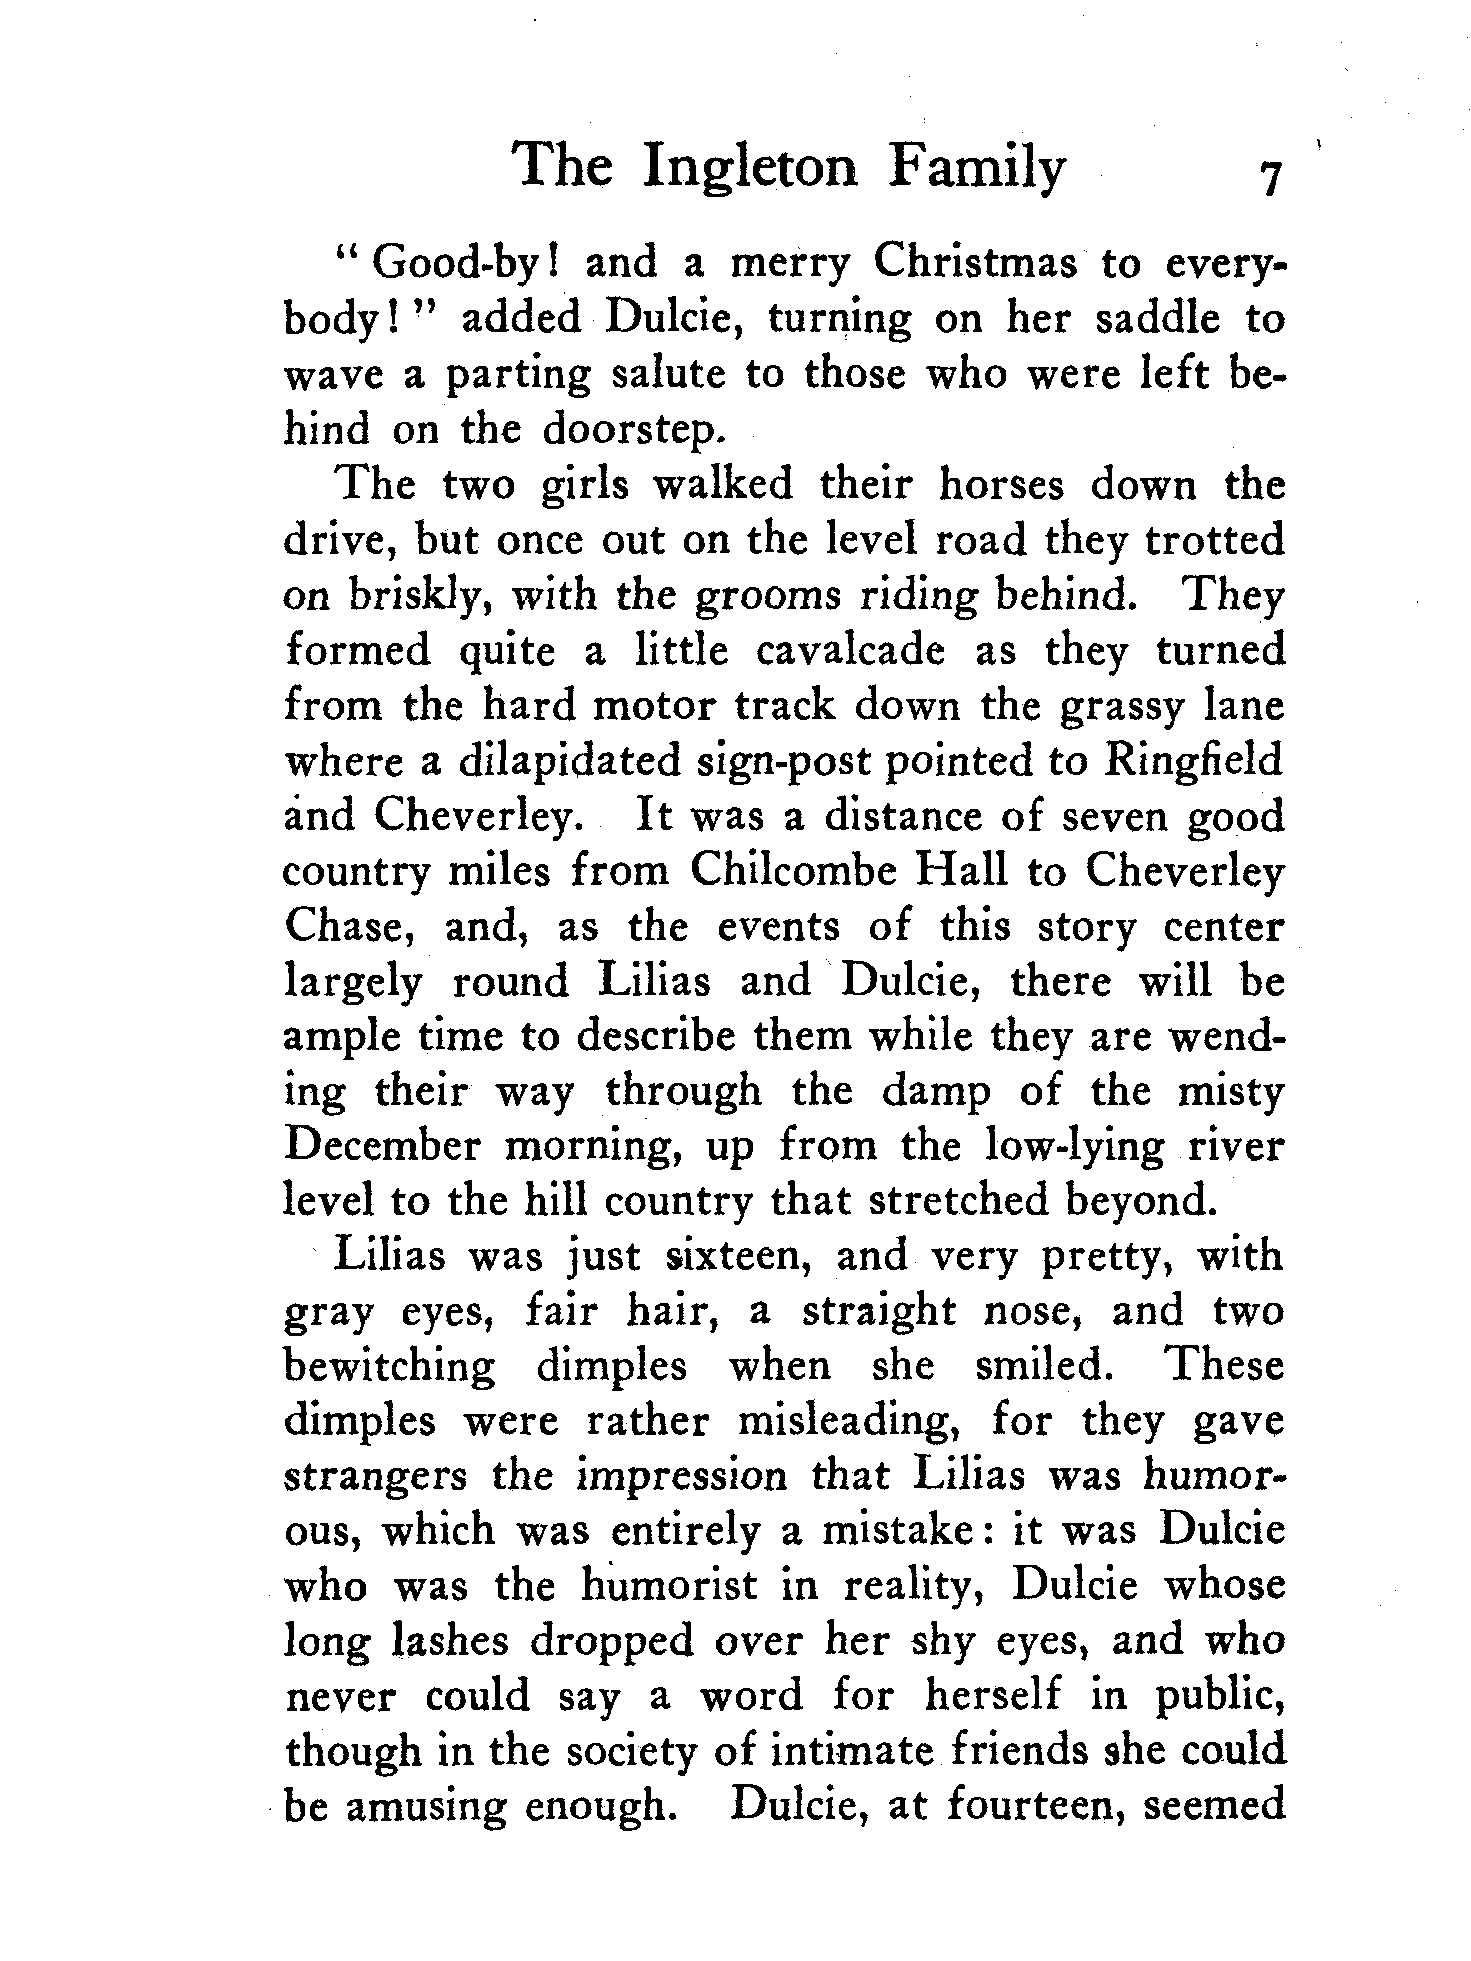 The Ingleton Family 7
"Good-by! and a merry Christmas to every-
body!" added Dulcie, turning on her saddle to
wave a parting salute to those who were left be-
hind on the doorstep.
The two girls walked their horses down the
drive, but once out on the level road they trotted
on briskly, with the grooms riding behind. They
formed quite a little cavalcade as they turned
from the hard motor track down the grassy lane
where a dilapidated sign-post pointed to Ringfield
and Cheverley. It was a distance of seven good
country miles from Chilcombe Hall to Cheverley
Chase, and, as the events of this story center
largely round Lilias and Dulcie, there will be
ample time to describe them while they are wend-
ing their way through the damp of the misty
December morning, up from the low-lying river
level to the hill country that stretched beyond.
Lilias was just sixteen, and very pretty, with
gray eyes, fair hair, a straight nose, and two
bewitching dimples when she smiled. These
dimples were rather misleading, for they gave
strangers the impression that Lilias was humor-
ous, which was entirely a mistake: it was Dulcie
who was the humorist in reality, Dulcie whose
long lashes dropped over her shy eyes, and who
never could say a word for herself in public,
though in the society of intimate friends she could
be amusing enough. Dulcie, at fourteen, seemed